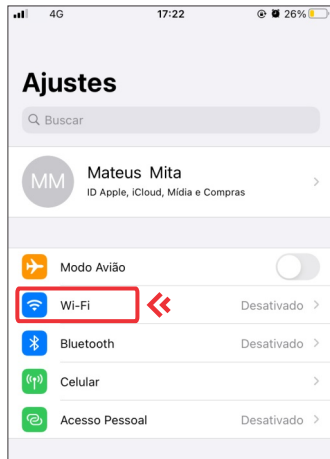 4G 17:22 26%
Ajustes
Buscar
MM Mateus Mita
ID Apple, iCloud, Mídia e Compras
Modo Avião
Wi-Fi Desativado
Bluetooth Desativado
Celular
Acesso Pessoal Desativado